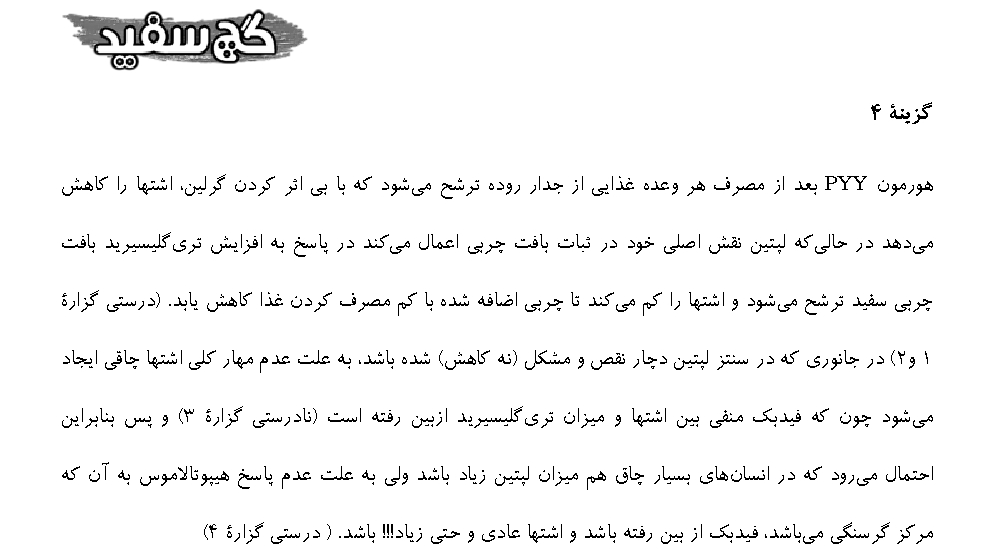 گچ سفید
گزینهٔ ۴
هورمون PYY بعد از مصرف هر وعده غذایی از جدار روده ترشح می‌شود که با بی اثر کردن گرلین، اشتها را کاهش
می‌دهد در حالی‌که لپتین نقش اصلی خود در ثبات بافت چربی اعمال می‌کند در پاسخ به افزایش تری‌گلیسیرید بافت
چربی سفید ترشح می‌شود و اشتها را کم می‌کند تا چربی اضافه شده با کم مصرف کردن غذا کاهش یابد. (درستی گزارهٔ
۱ و۲) در جانوری که در سنتز لپتین دچار نقص و مشکل (نه کاهش) شده باشد، به علت عدم مهار کلی اشتها چاقی ایجاد
می‌شود چون که فیدبک منفی بین اشتها و میزان تری‌گلیسیرید ازبین رفته است (نادرستی گزارهٔ ۳) و پس بنابراین
احتمال می‌رود که در انسان‌های بسیار چاق هم میزان لپتین زیاد باشد ولی به علت عدم پاسخ هیپوتالاموس به آن که
مرکز گرسنگی می‌باشد، فیدبک از بین رفته باشد و اشتها عادی و حتی زیاد!!! باشد. ( درستی گزارهٔ ۴)